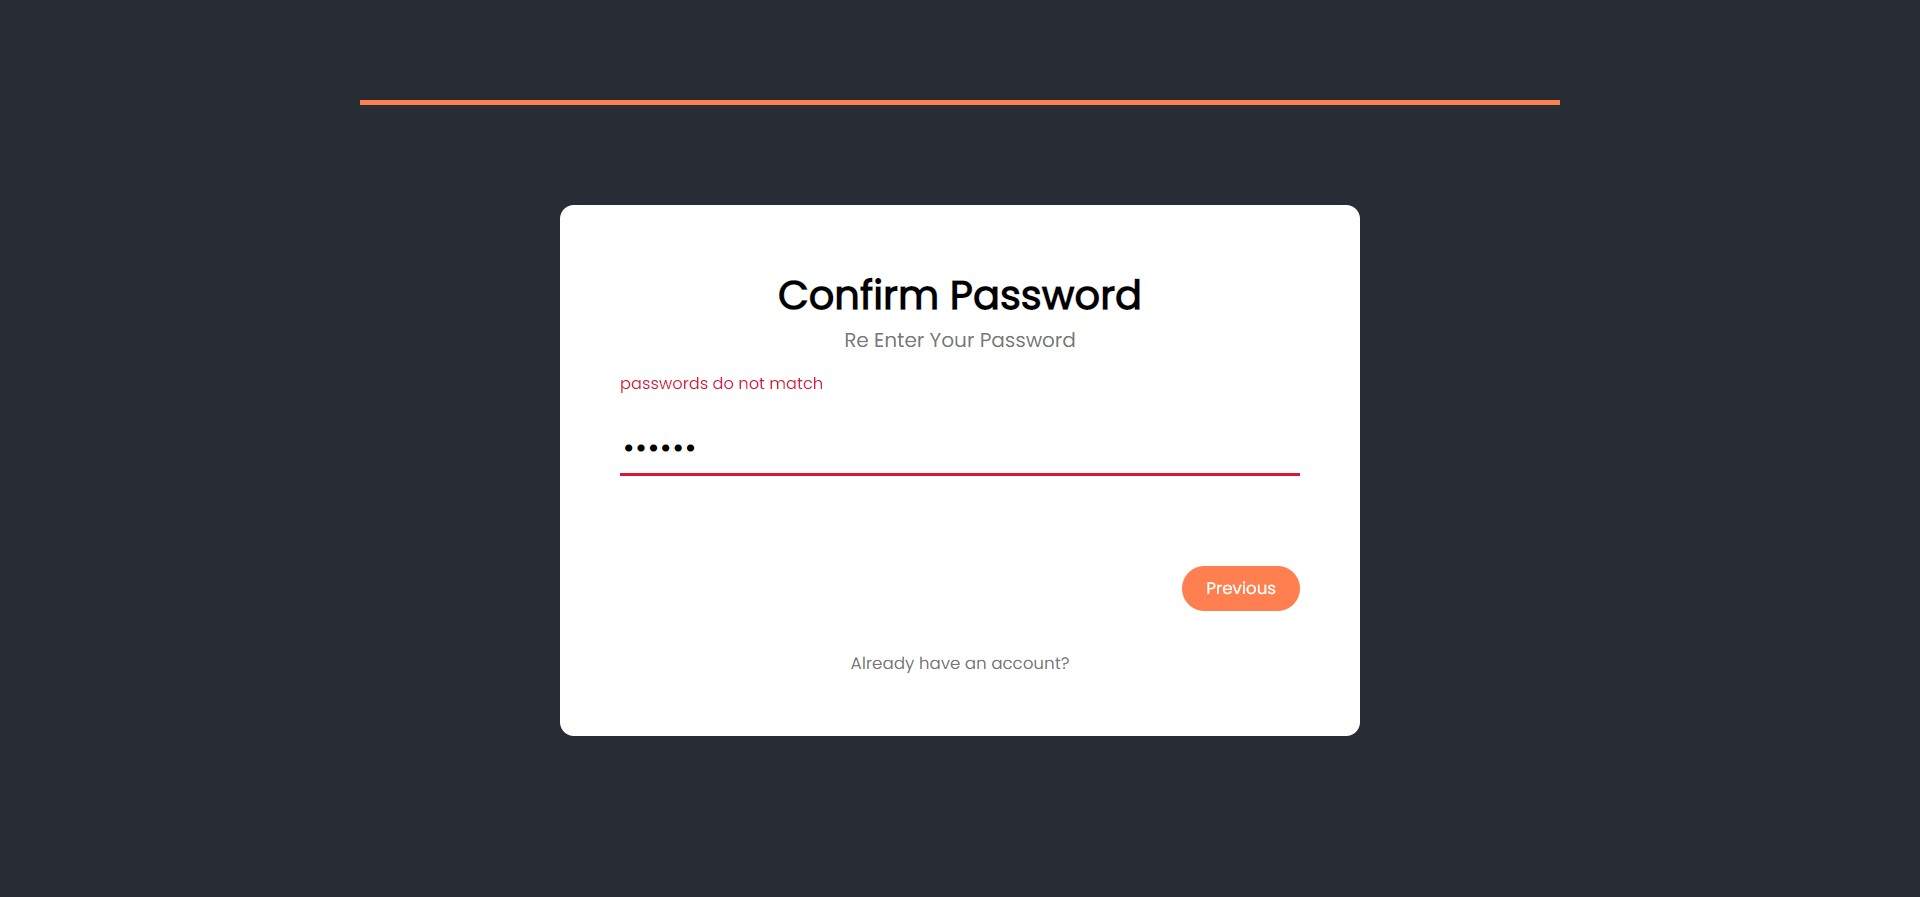 Confirm Password
Re Enter Your Password
passwords do not match
••••••
Previous
Already have an account?